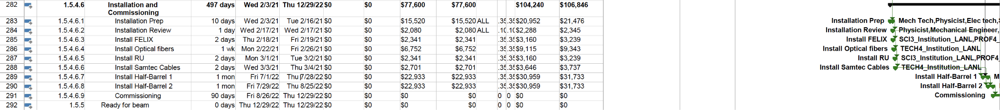 282 1.5.4.6 Installation and 497 days Wed 2/3/21 Thu 12/29/22 $0 $0 $77,600 $77,600 $104,240 $106,846
Commissioning
283 1.5.4.6.1 Installation Prep 10 days Wed 2/3/21 Tue 2/16/21 $0 $0 $15,520 $15,520 ALL .35 .35 $20,952 $21,476 Installation Prep Mech Tech,Physicist,Elec tech,
284 1.5.4.6.2 Installation Review 1 day Wed 2/17/21 Wed 2/17/21 $0 $0 $2,080 $2,080 ALL .10 .10 $2,288 $2,345 Installation Review Physicist,Mechanical Engineer,
285 1.5.4.6.3 Install FELIX 2 days Thu 2/18/21 Fri 2/19/21 $0 $0 $2,341 $2,341 .35 .35 $3,160 $3,239 Install FELIX SCI3_Institution_LANL,PROF4_
286 1.5.4.6.4 Install Optical fibers 1 wk Mon 2/22/21 Fri 2/26/21 $0 $0 $6,752 $6,752 .35 .35 $9,115 $9,343 Install Optical fibers TECH4_Institution_LANL
287 1.5.4.6.5 Install RU 2 days Mon 3/1/21 Tue 3/2/21 $0 $0 $2,341 $2,341 .35 .35 $3,160 $3,239 Install RU SCI3_Institution_LANL,PROF4_
288 1.5.4.6.6 Install Samtec Cables 2 days Wed 3/3/21 Thu 3/4/21 $0 $0 $2,701 $2,701 .35 .35 $3,646 $3,737 Install Samtec Cables TECH4_Institution_LANL
289 1.5.4.6.7 Install Half-Barrel 1 1 mon Fri 7/1/22 Thu 7/28/22 $0 $0 $22,933 $22,933 .35 .35 $30,959 $31,733 Install Half-Barrel 1 M
290 1.5.4.6.8 Install Half-Barrel 2 1 mon Fri 7/29/22 Thu 8/25/22 $0 $0 $22,933 $22,933 .35 .35 $30,959 $31,733 Install Half-Barrel 2
291 1.5.4.6.9 Commissioning 90 days Fri 8/26/22 Thu 12/29/22 $0 $0 $0 $0 0 0 $0 $0 Commissioning
292 1.5.5 Ready for beam 0 days Thu 12/29/22 Thu 12/29/22 $0 $0 $0 $0 0 0 $0 $0